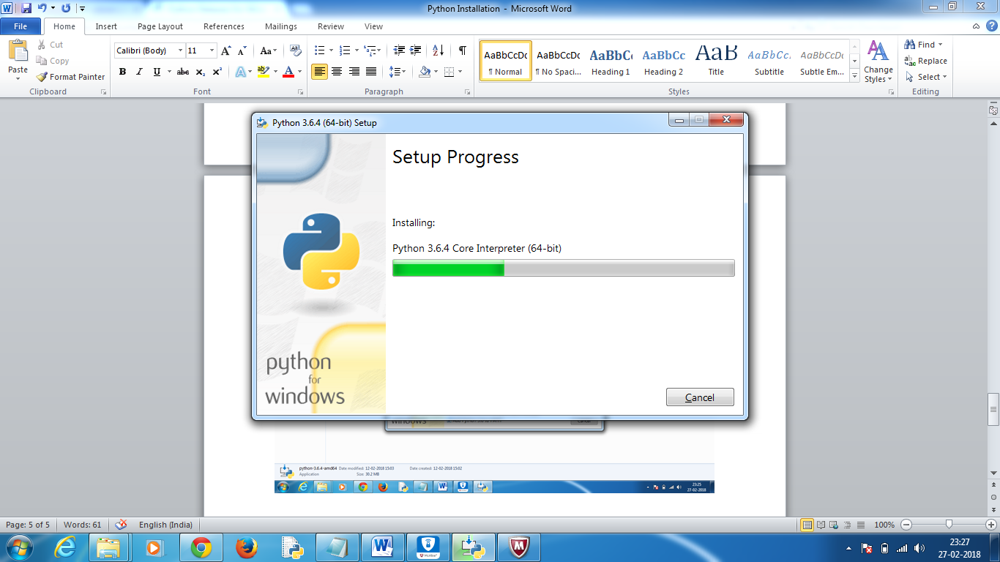 Python Installation - Microsoft Word
File Home Insert Page Layout References Mailings Review View
Paste
Cut
Copy
Format Painter
Clipboard
Calibri (Body) 11
Font
Paragraph
AaBbCcDc AaBbCcDc AaBbCc AaBbCc AaB AaBbCc. AaBbCcDc
¶ Normal ¶ No Spaci... Heading 1 Heading 2 Title Subtitle Subtle Em...
Change
Styles
Styles
Find
Replace
Select
Editing
Python 3.6.4 (64-bit) Setup
Setup Progress
Installing:
Python 3.6.4 Core Interpreter (64-bit)
python
for
windows
Cancel
windows
Cancel
python-3.6.4-amd64 Date modified: 12-02-2018 15:03 Date created: 12-02-2018 15:02
Application Size: 30.2 MB
23:25
27-02-2018
Page: 5 of 5 Words: 61 English (India) 100%
McAfee
23:27
27-02-2018